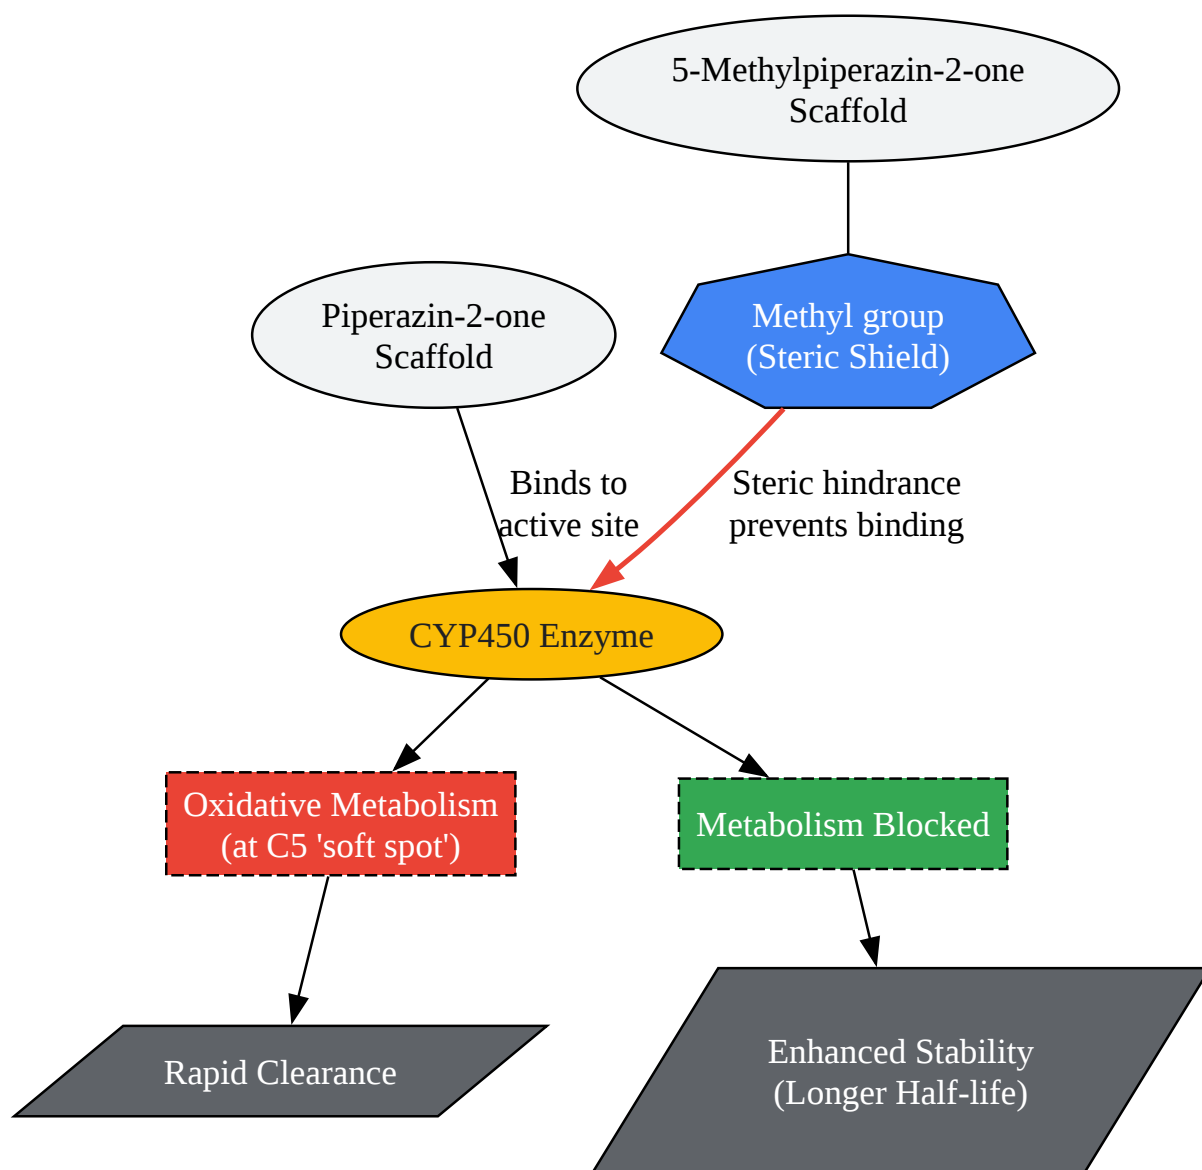 5-Methylpiperazin-2-one
Scaffold
Piperazin-2-one
Scaffold
Methyl group
(Steric Shield)
Binds to
active site
Steric hindrance
prevents binding
CYP450 Enzyme
Oxidative Metabolism
(at C5 'soft spot')
Metabolism Blocked
Rapid Clearance
Enhanced Stability
(Longer Half-life)